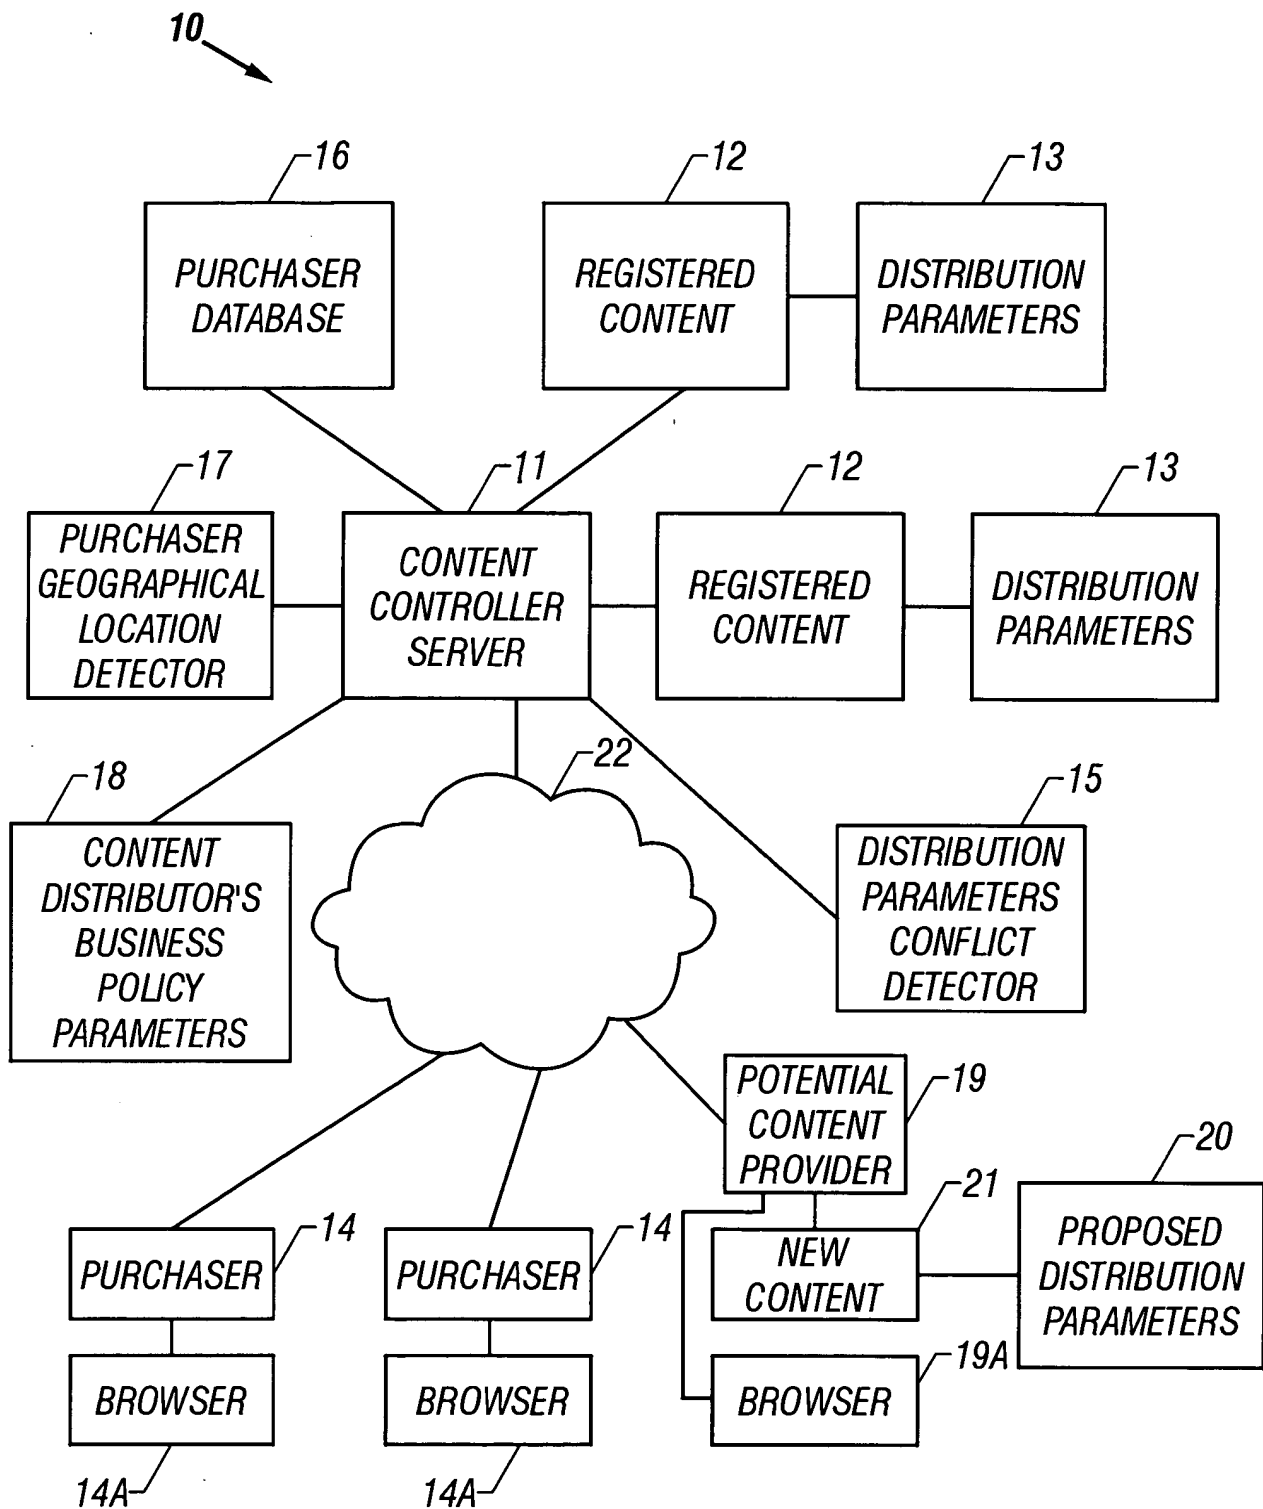 10
16
12
13
PURCHASER
DATABASE
REGISTERED
CONTENT
DISTRIBUTION
PARAMETERS
17
11
12
13
PURCHASER
GEOGRAPHICAL
LOCATION
DETECTOR
CONTENT
CONTROLLER
SERVER
REGISTERED
CONTENT
DISTRIBUTION
PARAMETERS
18
22
15
CONTENT
DISTRIBUTOR'S
BUSINESS
POLICY
PARAMETERS
DISTRIBUTION
PARAMETERS
CONFLICT
DETECTOR
POTENTIAL
CONTENT
PROVIDER
19
20
21
14
14
PURCHASER
PURCHASER
NEW
CONTENT
PROPOSED
DISTRIBUTION
PARAMETERS
BROWSER
BROWSER
BROWSER
19A
14A
14A